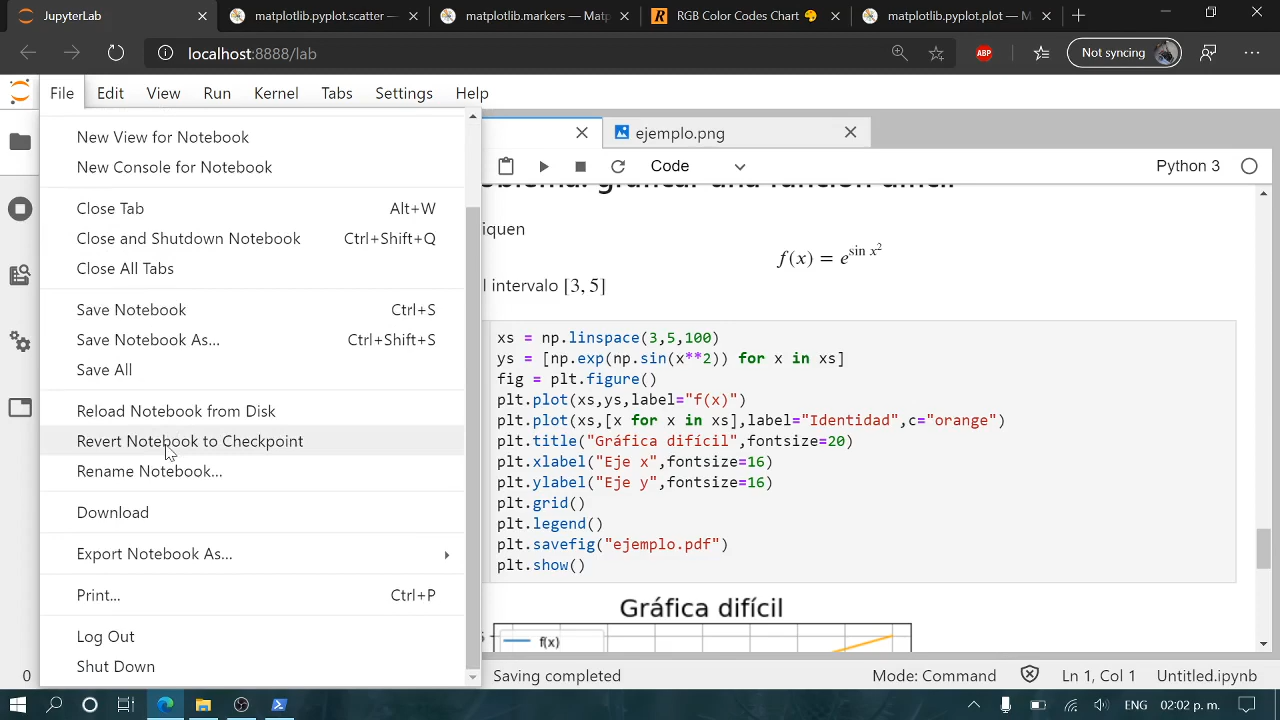 JupyterLab
matplotlib.pyplot.scatter
matplotlib.markers — Matp
RGB Color Codes Chart
matplotlib.pyplot.plot — M
localhost:8888/lab
ABP
Not syncing
File
Edit
View
Run
Kernel
Tabs
Settings
Help
New View for Notebook
New Console for Notebook
Close Tab Alt+W
Close and Shutdown Notebook Ctrl+Shift+Q
Close All Tabs
Save Notebook Ctrl+S
Save Notebook As... Ctrl+Shift+S
Save All
Reload Notebook from Disk
Revert Notebook to Checkpoint
Rename Notebook...
Download
Export Notebook As...
Print... Ctrl+P
Log Out
Shut Down
ejemplo.png
Code
Python 3
oblema: graficar una función difícil
iquen
f(x) = e^{sin x^2}
l intervalo [3, 5]
xs = np.linspace(3,5,100)
ys = [np.exp(np.sin(x**2)) for x in xs]
fig = plt.figure()
plt.plot(xs,ys,label="f(x)")
plt.plot(xs,[x for x in xs],label="Identidad",c="orange")
plt.title("Gráfica difícil",fontsize=20)
plt.xlabel("Eje x",fontsize=16)
plt.ylabel("Eje y",fontsize=16)
plt.grid()
plt.legend()
plt.savefig("ejemplo.pdf")
plt.show()
Gráfica difícil
5
f(x)
0
Saving completed
Mode: Command
Ln 1, Col 1
Untitled.ipynb
ENG
02:02 p. m.